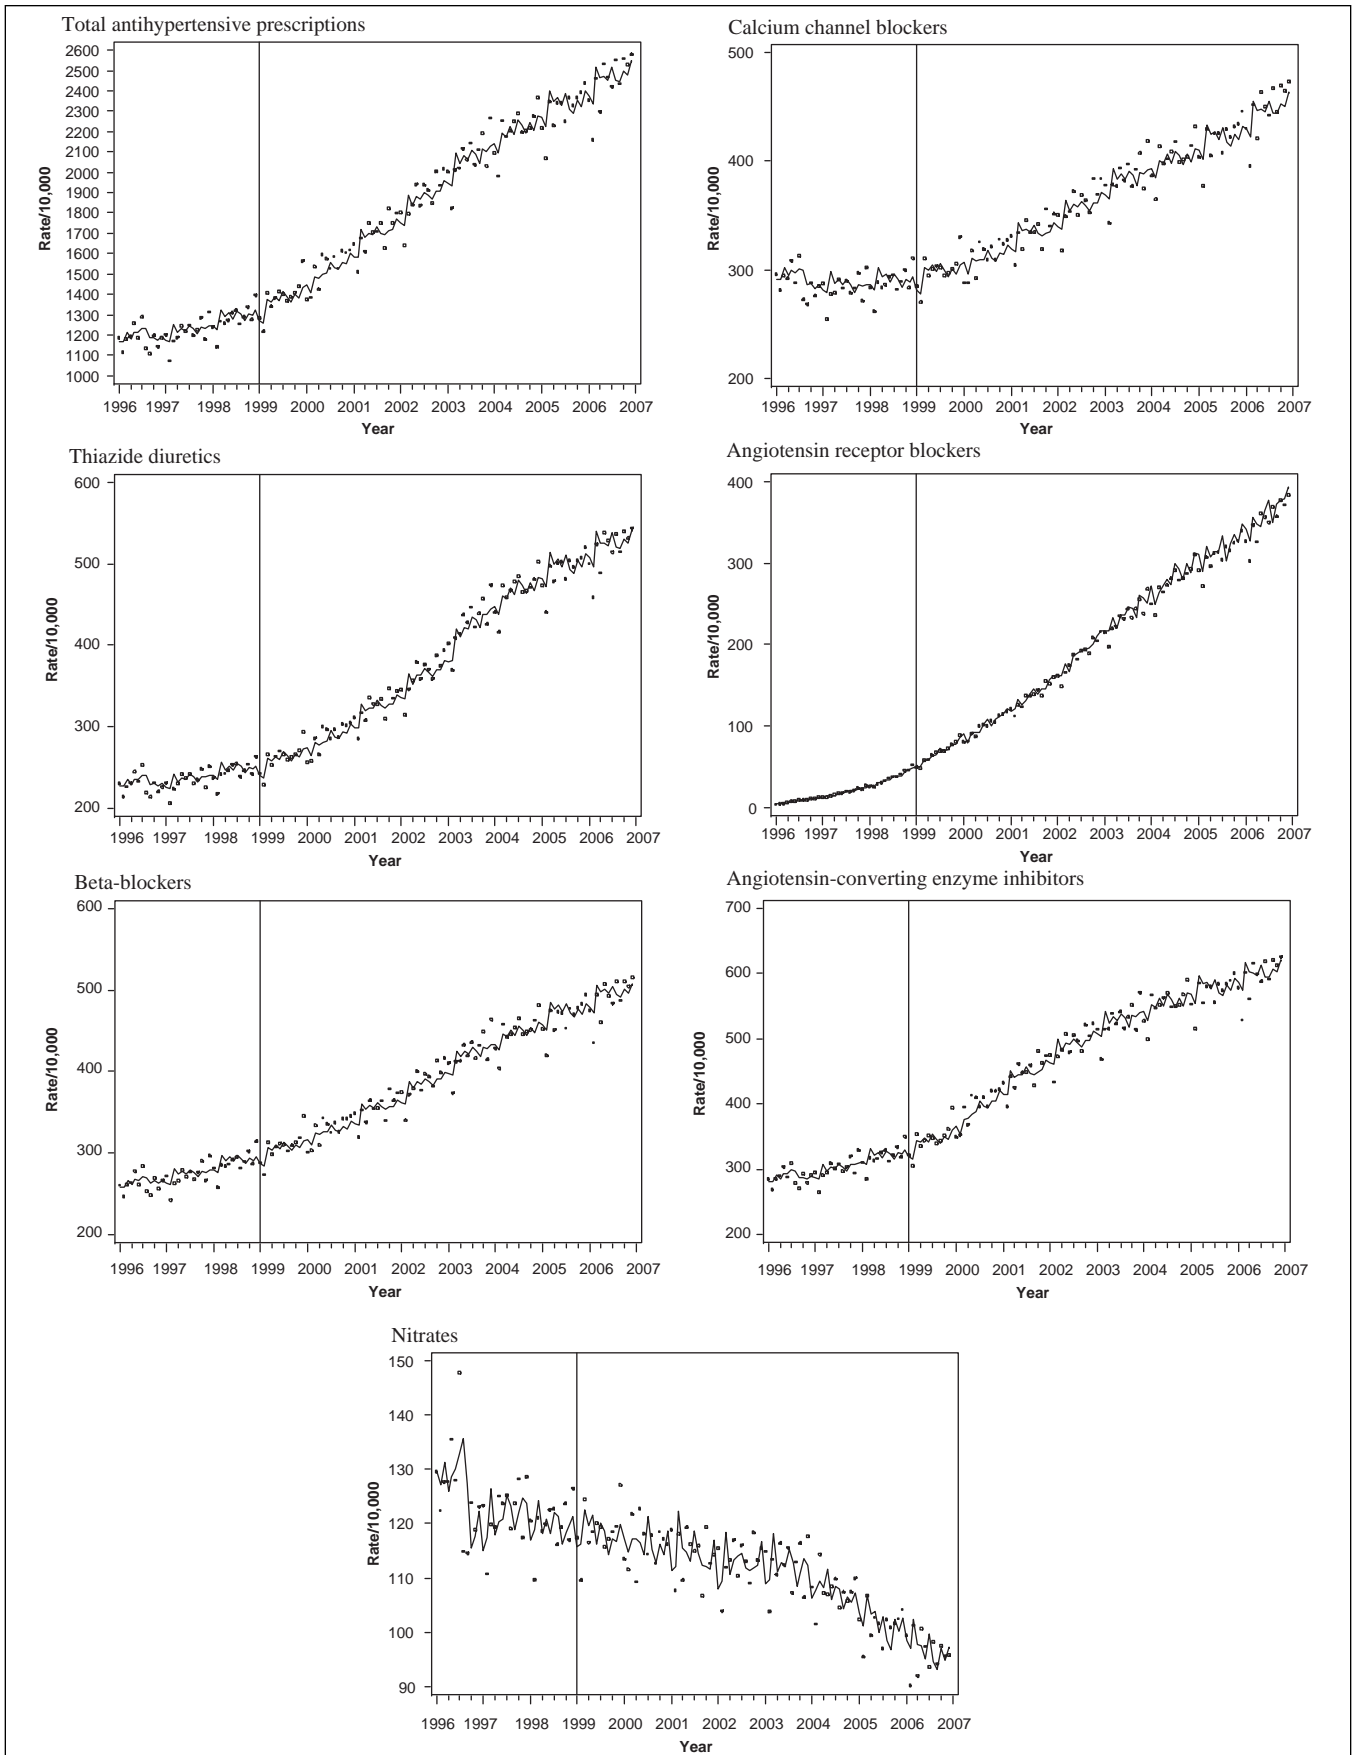 Total antihypertensive prescriptions
2600
2500
2400
2300
2200
2100
2000
1900
1800
1700
1600
1500
1400
1300
1200
1100
1000
Rate/10,000
1996 1997 1998 1999 2000 2001 2002 2003 2004 2005 2006 2007
Year
Calcium channel blockers
500
400
300
200
Rate/10,000
1996 1997 1998 1999 2000 2001 2002 2003 2004 2005 2006 2007
Year
Thiazide diuretics
600
500
400
300
200
Rate/10,000
1996 1997 1998 1999 2000 2001 2002 2003 2004 2005 2006 2007
Year
Angiotensin receptor blockers
400
300
200
100
0
Rate/10,000
1996 1997 1998 1999 2000 2001 2002 2003 2004 2005 2006 2007
Year
Beta-blockers
600
500
400
300
200
Rate/10,000
1996 1997 1998 1999 2000 2001 2002 2003 2004 2005 2006 2007
Year
Angiotensin-converting enzyme inhibitors
700
600
500
400
300
200
Rate/10,000
1996 1997 1998 1999 2000 2001 2002 2003 2004 2005 2006 2007
Year
Nitrates
150
140
130
120
110
100
90
Rate/10,000
1996 1997 1998 1999 2000 2001 2002 2003 2004 2005 2006 2007
Year